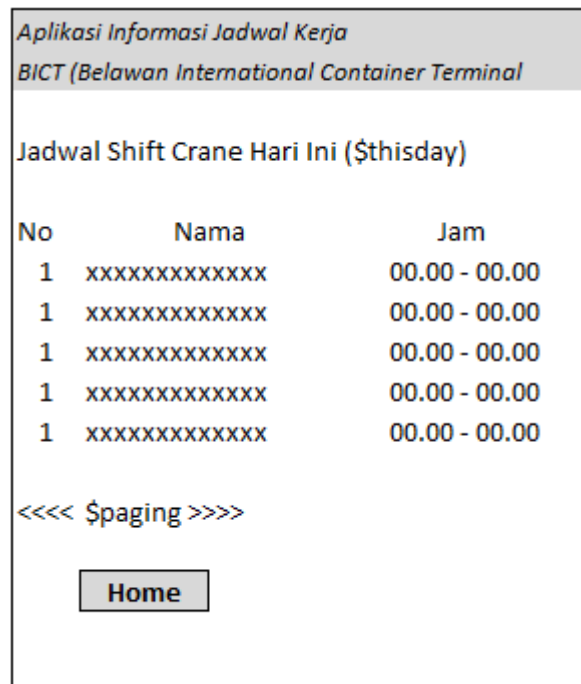 Aplikasi Informasi Jadwal Kerja
BICT (Belawan International Container Terminal
Jadwal Shift Crane Hari Ini ($thisday)
No Nama Jam
1 xxxxxxxxxxxxx 00.00 - 00.00
1 xxxxxxxxxxxxx 00.00 - 00.00
1 xxxxxxxxxxxxx 00.00 - 00.00
1 xxxxxxxxxxxxx 00.00 - 00.00
1 xxxxxxxxxxxxx 00.00 - 00.00
<<<< $paging >>>>
Home